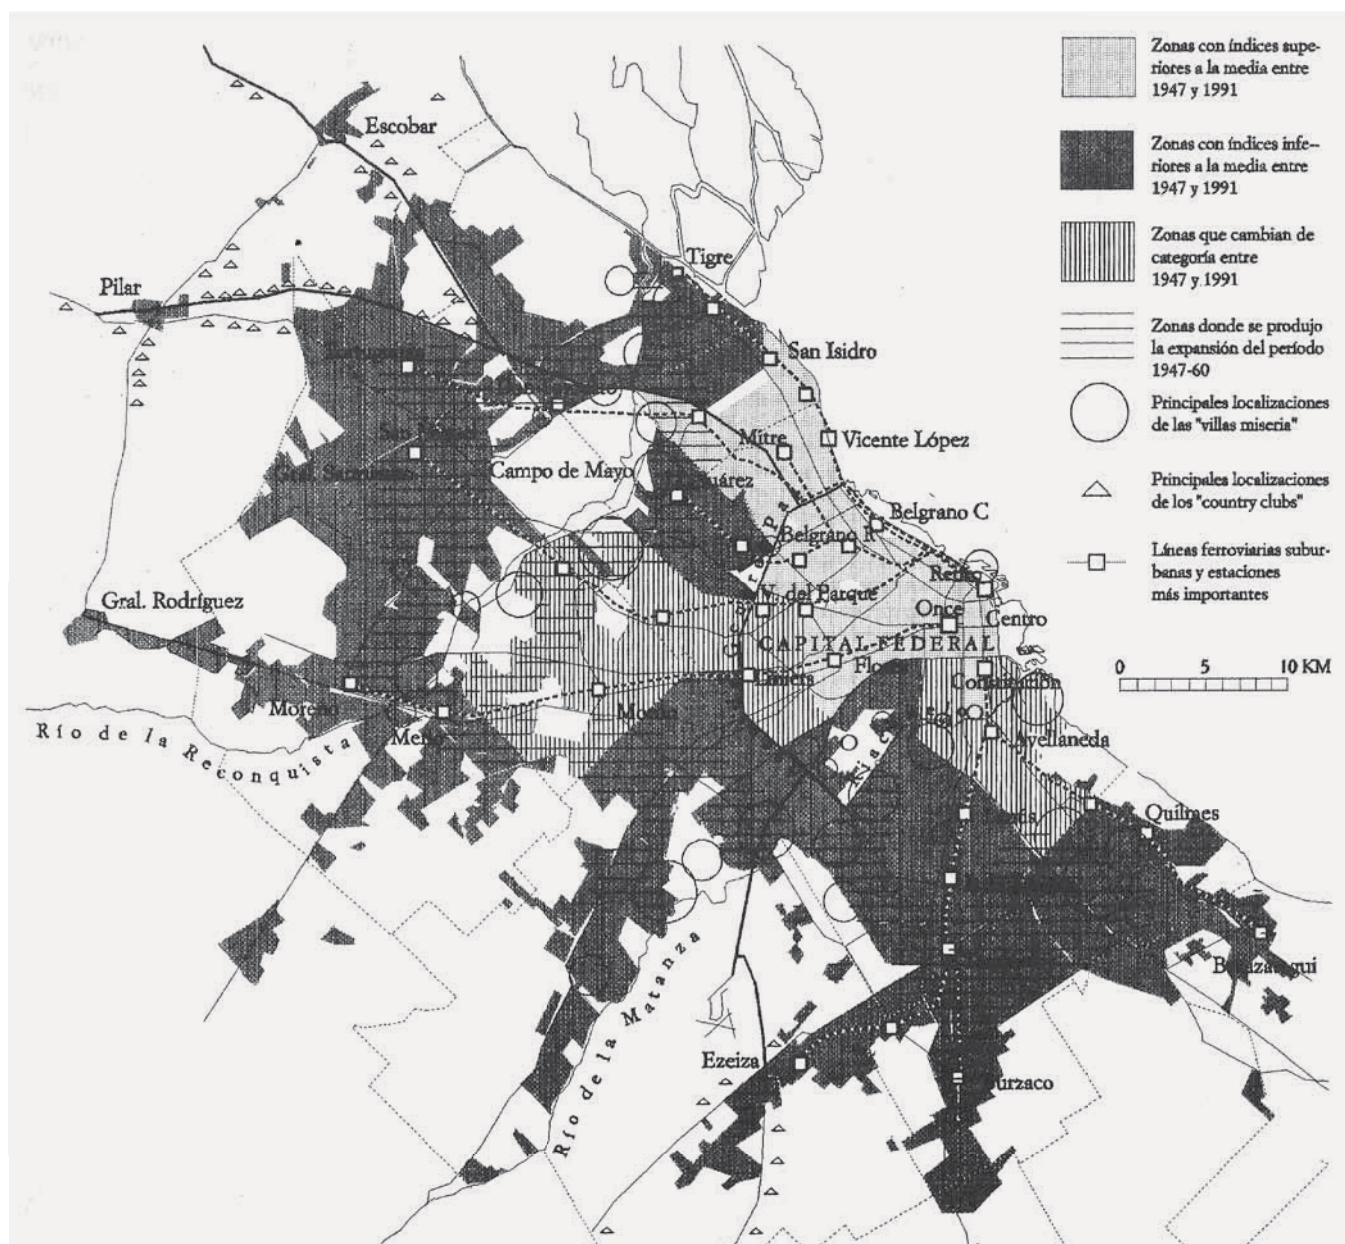 Zonas con índices supe-
riores a la media entre
1947 y 1991
Zonas con índices infe-
riores a la media entre
1947 y 1991
Zonas que cambian de
categoría entre
1947 y 1991
Zonas donde se produjo
la expansión del período
1947-60
Principales localizaciones
de las "villas miseria"
Principales localizaciones
de los "country clubs"
Líneas ferroviarias subur-
banas y estaciones
más importantes
0 5 10 KM
Escobar
Tigre
Pilar
San Isidro
Mitre
Vicente López
Campo de Mayo
Belgrano C
Belgrano R
Retiro
Gral. Rodríguez
V. del Parque
Once
Centro
CAPITAL FEDERAL
Liniers
Constitución
Moreno
Morón
Merlo
Avellaneda
Río de la Reconquista
Quilmes
Berazategui
Río de la Matanza
Ezeiza
Burzaco